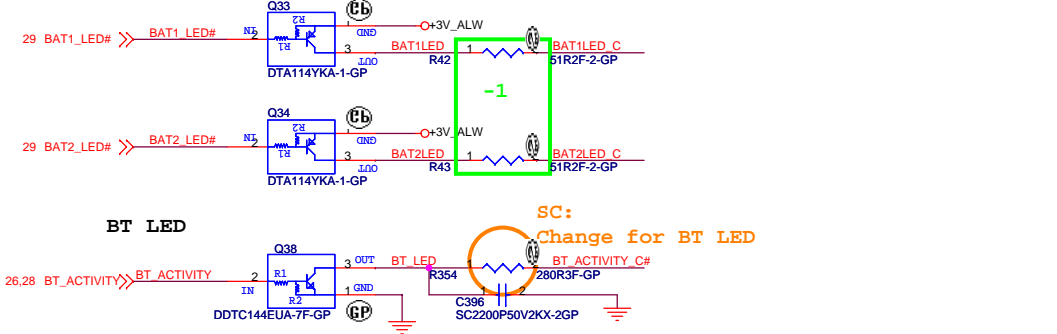 Q33
R2
+3V_ALW
29 BAT1_LED#
BAT1_LED#
IN
2
R1
1
GND
3
OUT
BAT1LED
1
2
BAT1LED_C
R42
51R2F-2-GP
DTA114YKA-1-GP
-1
Q34
R2
+3V_ALW
29 BAT2_LED#
BAT2_LED#
IN
2
R1
1
GND
3
OUT
BAT2LED
1
2
BAT2LED_C
R43
51R2F-2-GP
DTA114YKA-1-GP
BT LED
SC:
Change for BT LED
Q38
26,28 BT_ACTIVITY
BT_ACTIVITY
2
IN
R1
R2
3
OUT
1
GND
GP
BT_LED
1
2
BT_ACTIVITY_C#
R354
280R3F-GP
DDTC144EUA-7F-GP
1
2
C396
SC2200P50V2KX-2GP